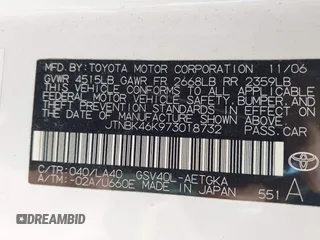 MFD. BY: TOYOTA MOTOR CORPORATION 11/06
GVWR 4515LB GAWR FR 2668LB RR 2359LB
THIS VEHICLE CONFORMS TO ALL APPLICABLE
FEDERAL MOTOR VEHICLE SAFETY, BUMPER, AND
THEFT PREVENTION STANDARDS IN EFFECT ON
THE DATE OF MANUFACTURE SHOWN ABOVE.
JTNBK46K973018732 PASS. CAR
C/TR: 040/LA40 GSV40L-AETGKA
A/TM: -02A/U660E MADE IN JAPAN
551 A
TOYOTA
DEALERSHIP